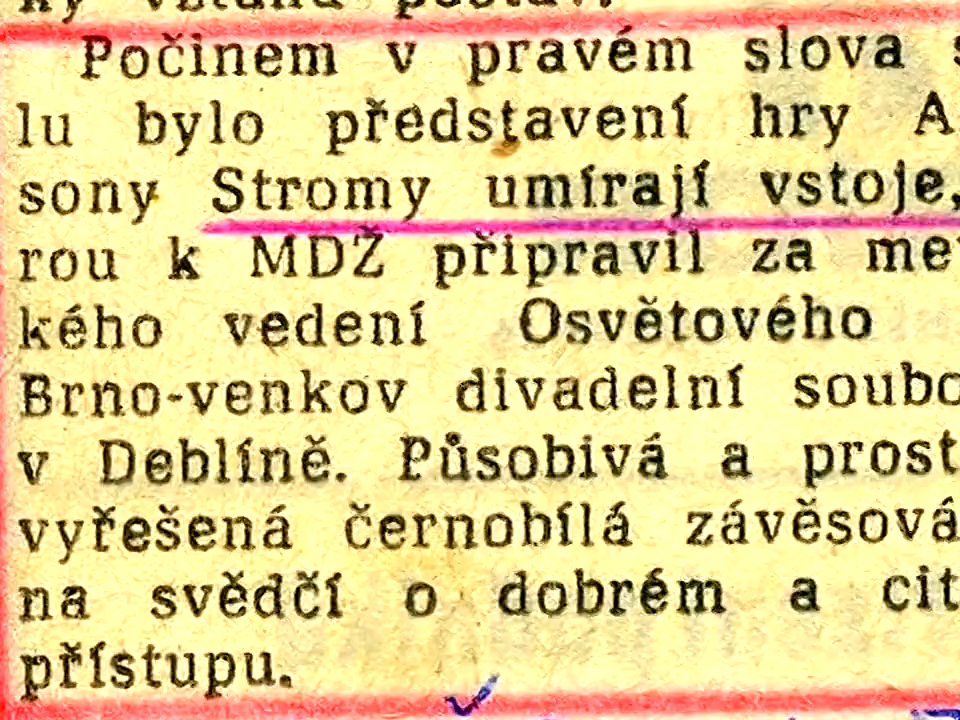 Počinem v pravém slova
lu bylo představení hry A
sony Stromy umírají vstoje,
rou k MDŽ připravil za me
kého vedení Osvětového
Brno-venkov divadelní soubo
v Deblíně. Působivá a prost
vyřešená černobílá závěsová
na svědčí o dobrém a cit
přístupu.